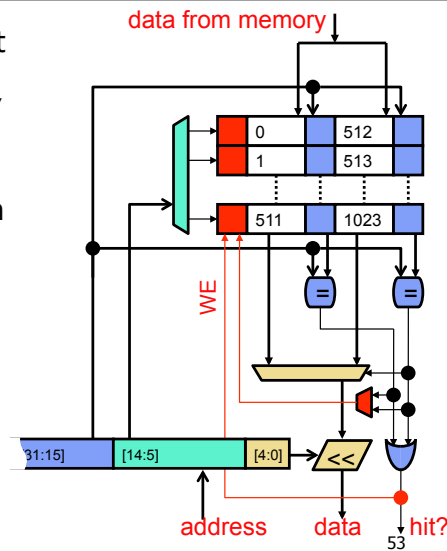 data from memory
t
0 512
1 513
511 1023
= =
WE
31:15] [14:5] [4:0] <<
address data hit?
53